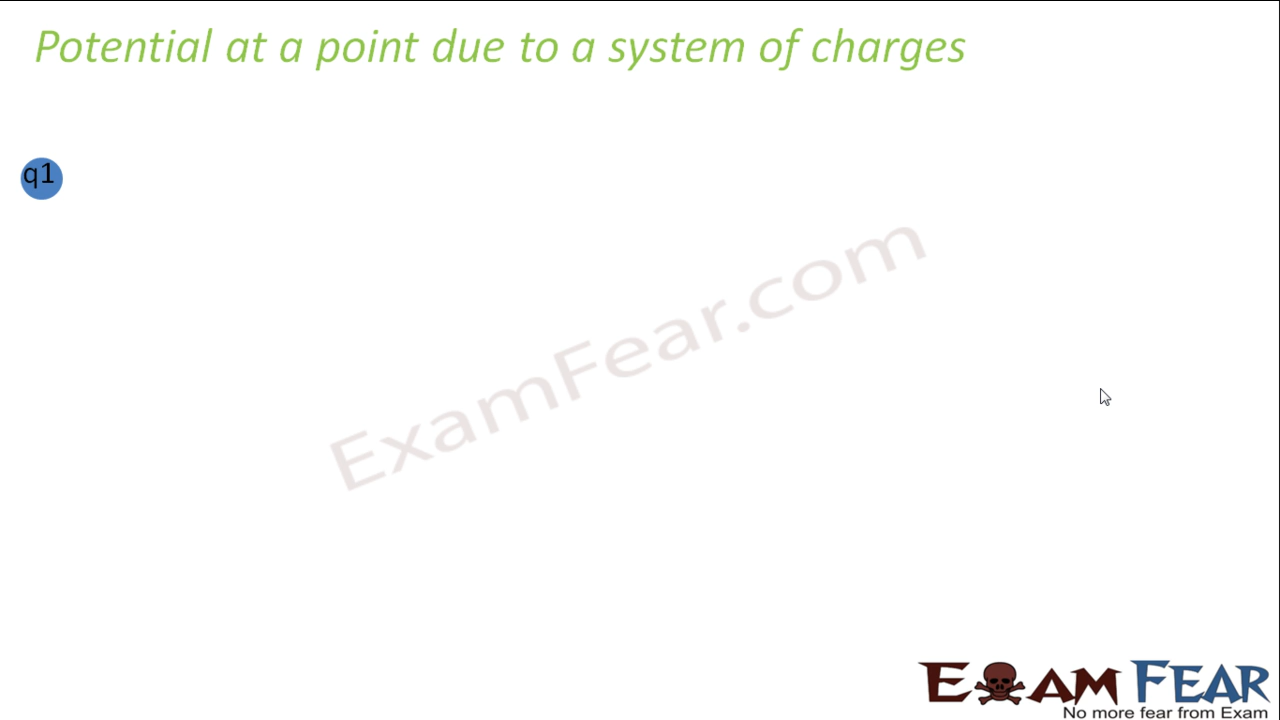 Potential at a point due to a system of charges
q1
ExamFear.com
EXAM FEAR
No more fear from Exam